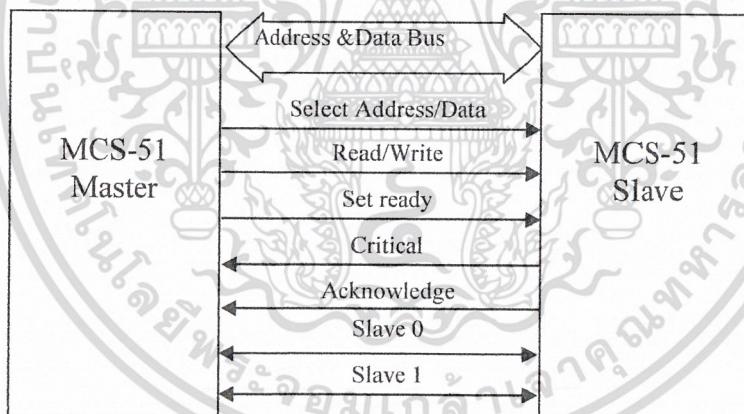 Address &Data Bus
Select Address/Data
MCS-51
Master
Read/Write
MCS-51
Slave
Set ready
Critical
Acknowledge
Slave 0
Slave 1